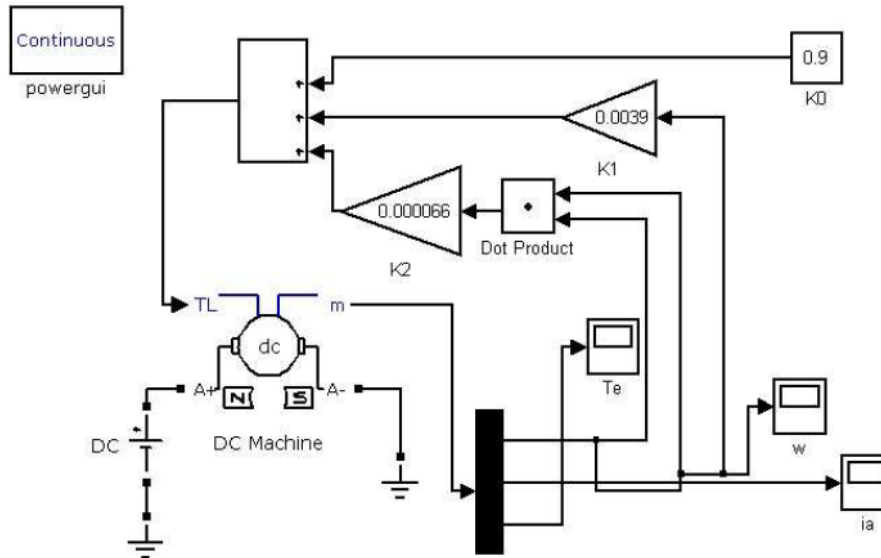 Continuous
powergui
0.9
K0
0.0039
K1
0.000066
K2
Dot Product
TL
m
dc
A+
N
S
A-
DC
DC Machine
Te
w
ia